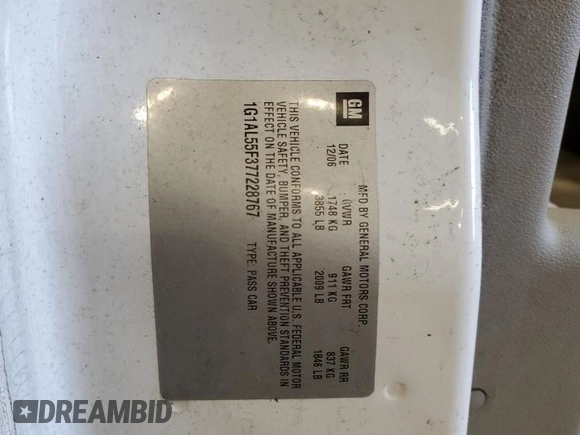 GM
MFD BY GENERAL MOTORS CORP.
DATE GVWR GAWR FRT GAWR RR
12/06 1748 KG 911 KG 837 KG
3855 LB 2009 LB 1846 LB
THIS VEHICLE CONFORMS TO ALL APPLICABLE U.S. FEDERAL MOTOR
VEHICLE SAFETY, BUMPER, AND THEFT PREVENTION STANDARDS IN
EFFECT ON THE DATE OF MANUFACTURE SHOWN ABOVE.
1G1AL55F377228767 TYPE: PASS CAR
DREAMBID